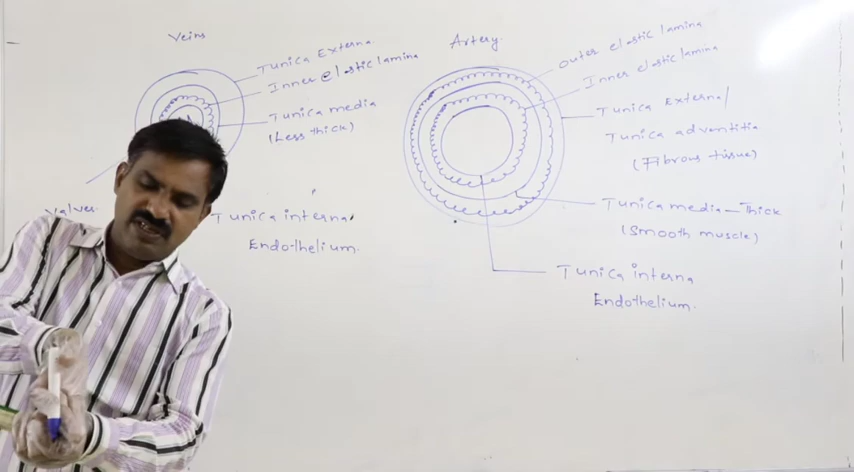 Veins
Tunica Externa
Inner elastic lamina
Tunica media
(Less thick)
Valves
Tunica interna
Endothelium.
Artery
Outer elastic lamina
Inner elastic lamina
Tunica External/
Tunica adventitia
(Fibrous tissue)
Tunica media - Thick
(Smooth muscle)
Tunica interna
Endothelium.